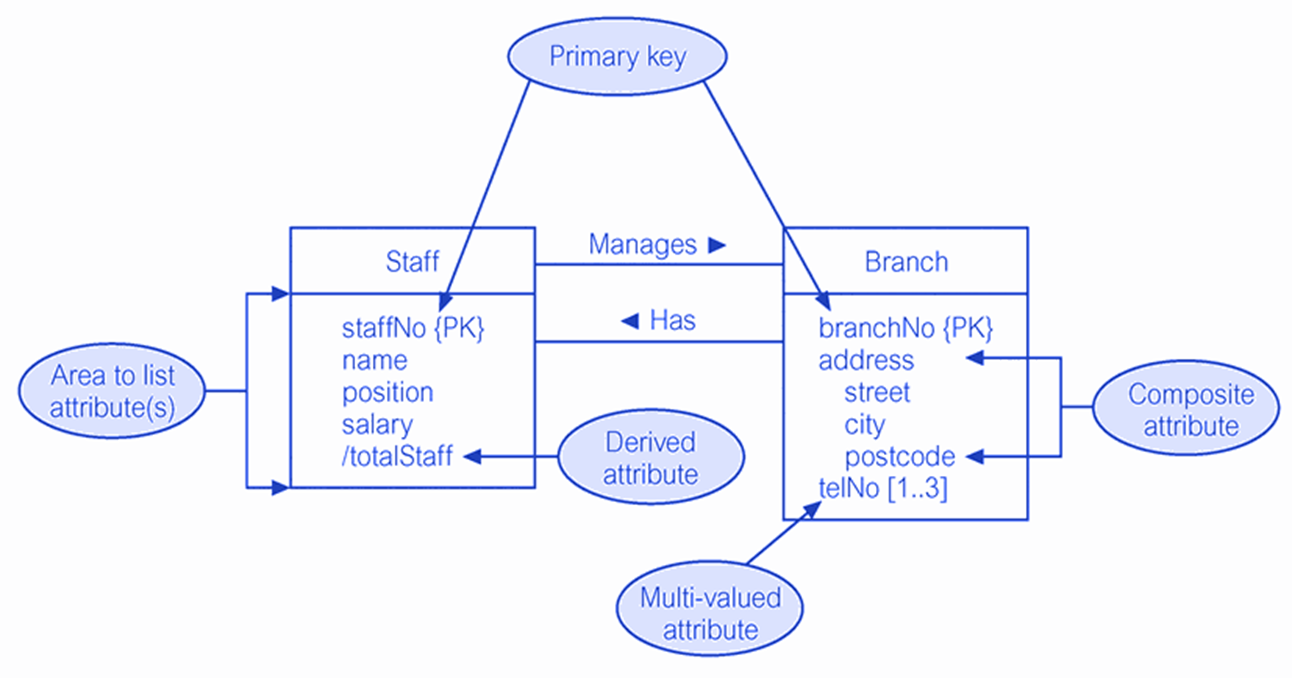 Primary key
Staff
Manages ►
Branch
◄ Has
staffNo {PK}
name
position
salary
/totalStaff
branchNo {PK}
address
street
city
postcode
telNo [1..3]
Area to list
attribute(s)
Derived
attribute
Composite
attribute
Multi-valued
attribute